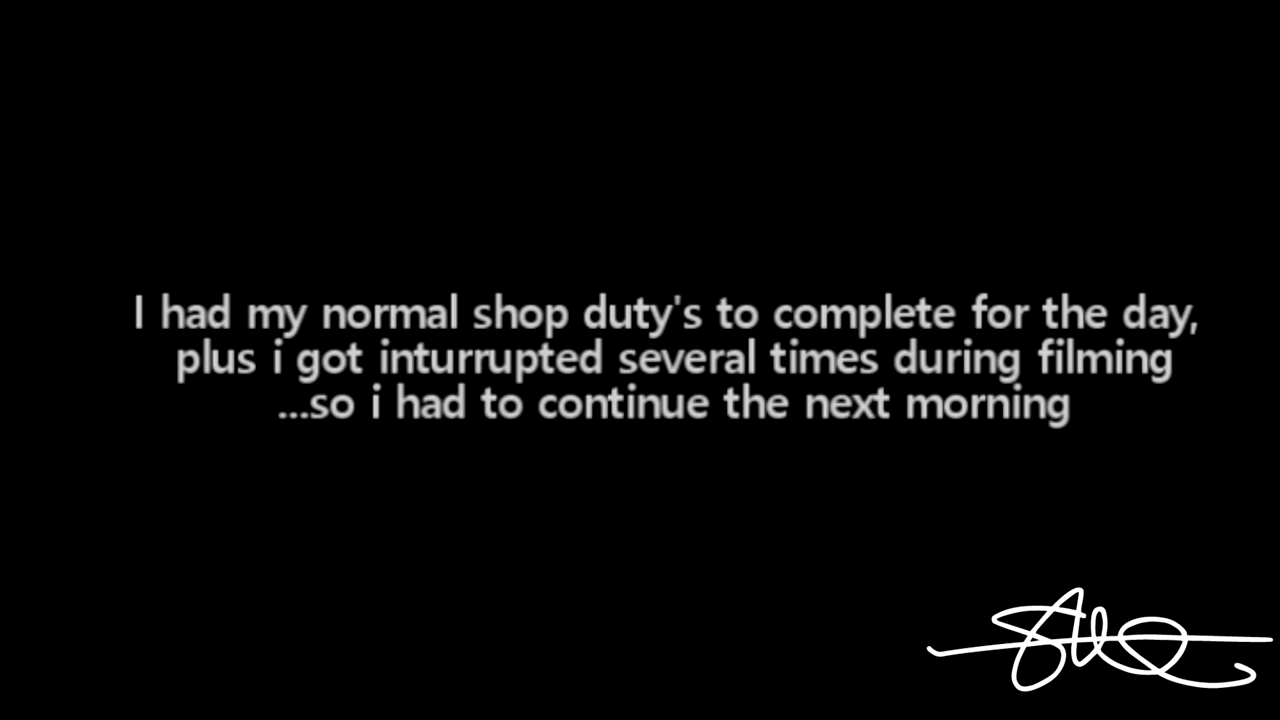 I had my normal shop duty's to complete for the day,
plus i got inturrupted several times during filming
...so i had to continue the next morning